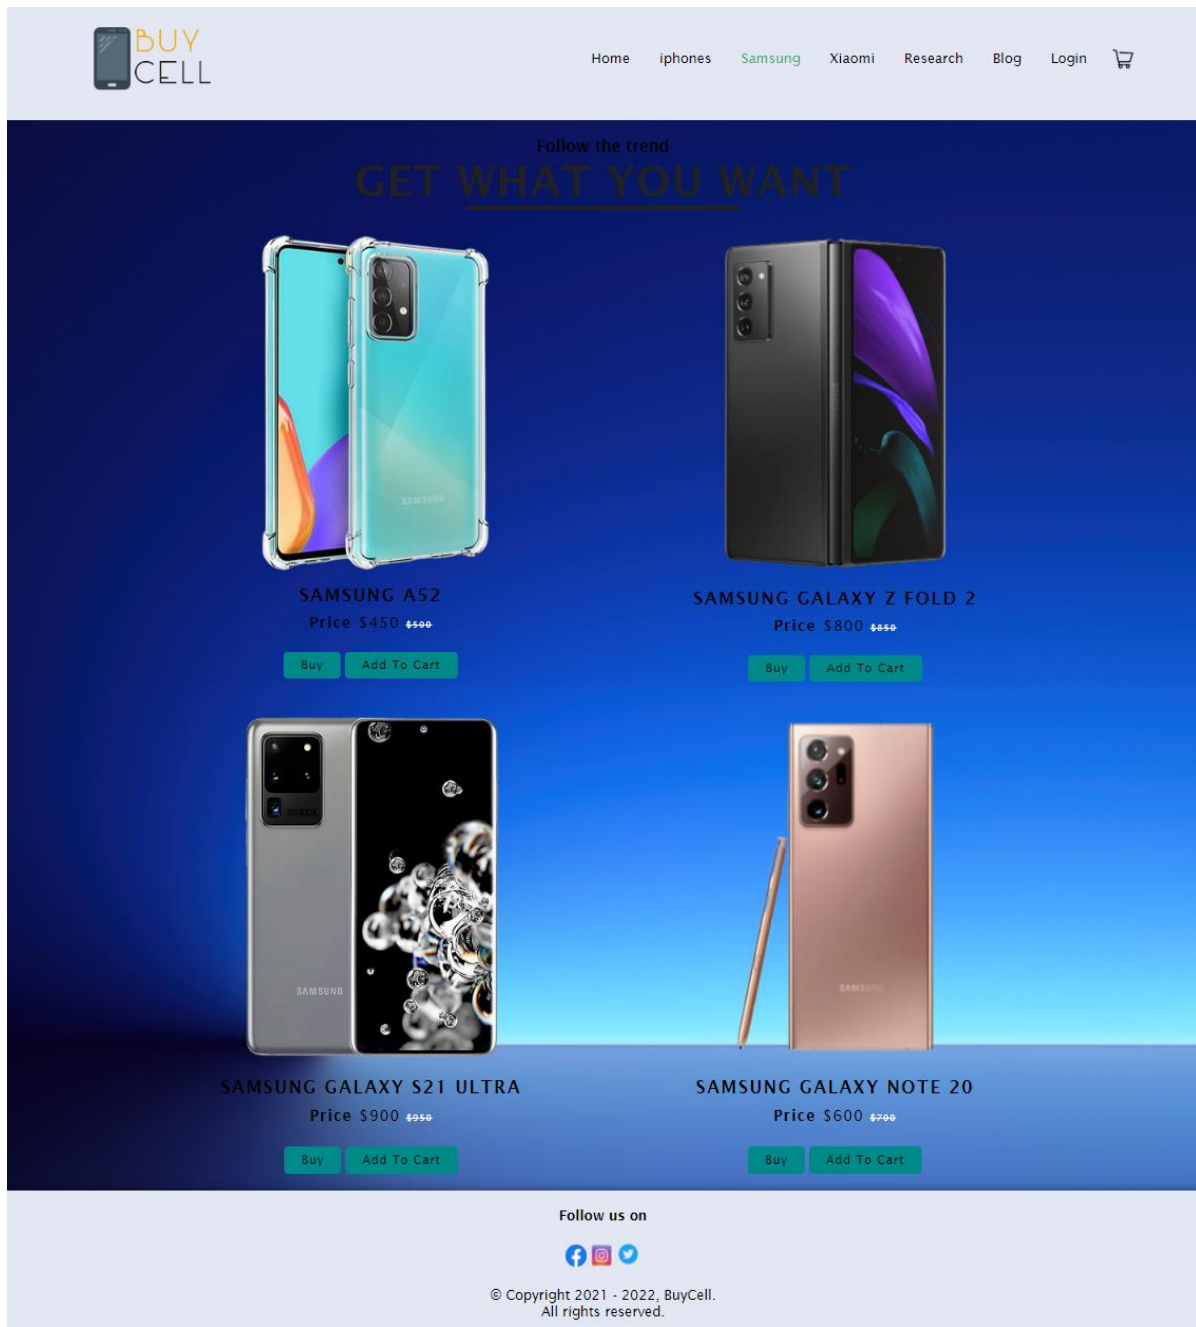 BUY
CELL
Home iphones Samsung Xiaomi Research Blog Login
Follow the trend
GET WHAT YOU WANT
SAMSUNG
SAMSUNG A52
Price $450 $500
Buy Add To Cart
SAMSUNG GALAXY Z FOLD 2
Price $800 $850
Buy Add To Cart
SAMSUNG
SAMSUNG GALAXY S21 ULTRA
Price $900 $950
Buy Add To Cart
SAMSUNG
SAMSUNG GALAXY NOTE 20
Price $600 $700
Buy Add To Cart
Follow us on
© Copyright 2021 - 2022, BuyCell.
All rights reserved.